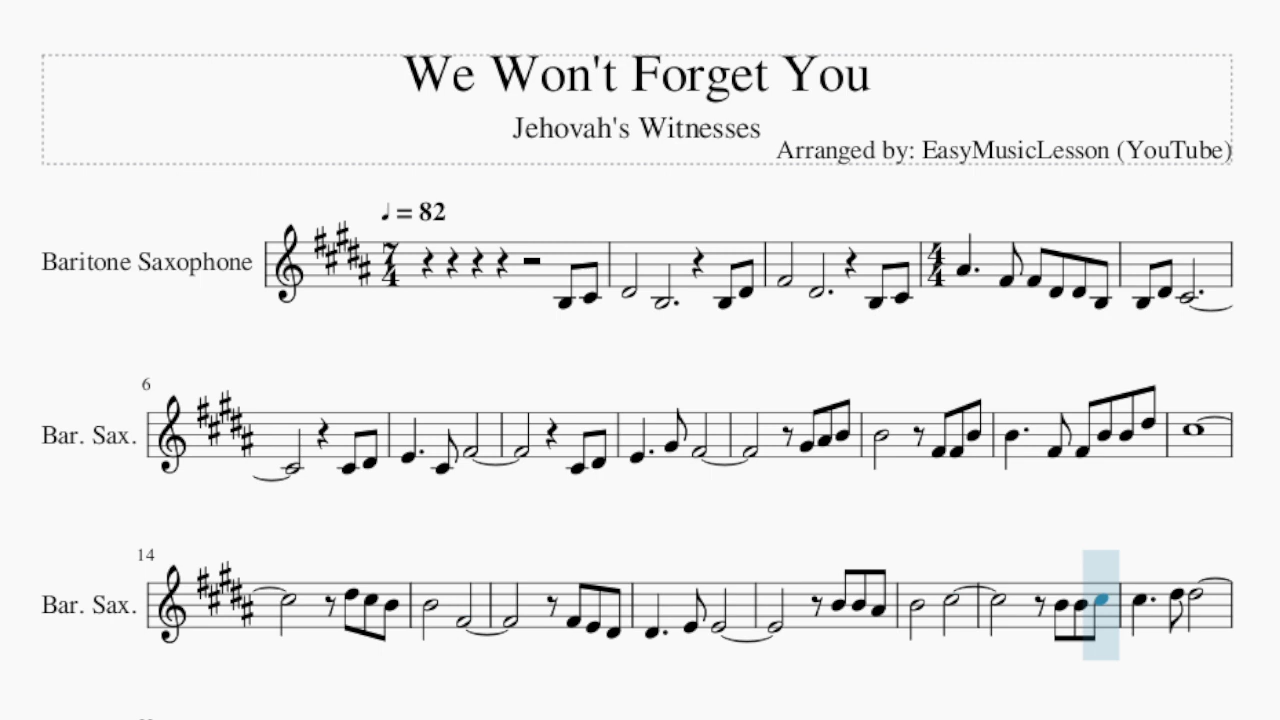 We Won't Forget You
Jehovah's Witnesses
Arranged by: EasyMusicLesson (YouTube)
♩ = 82
Baritone Saxophone
7
4
4
4
6
Bar. Sax.
14
Bar. Sax.